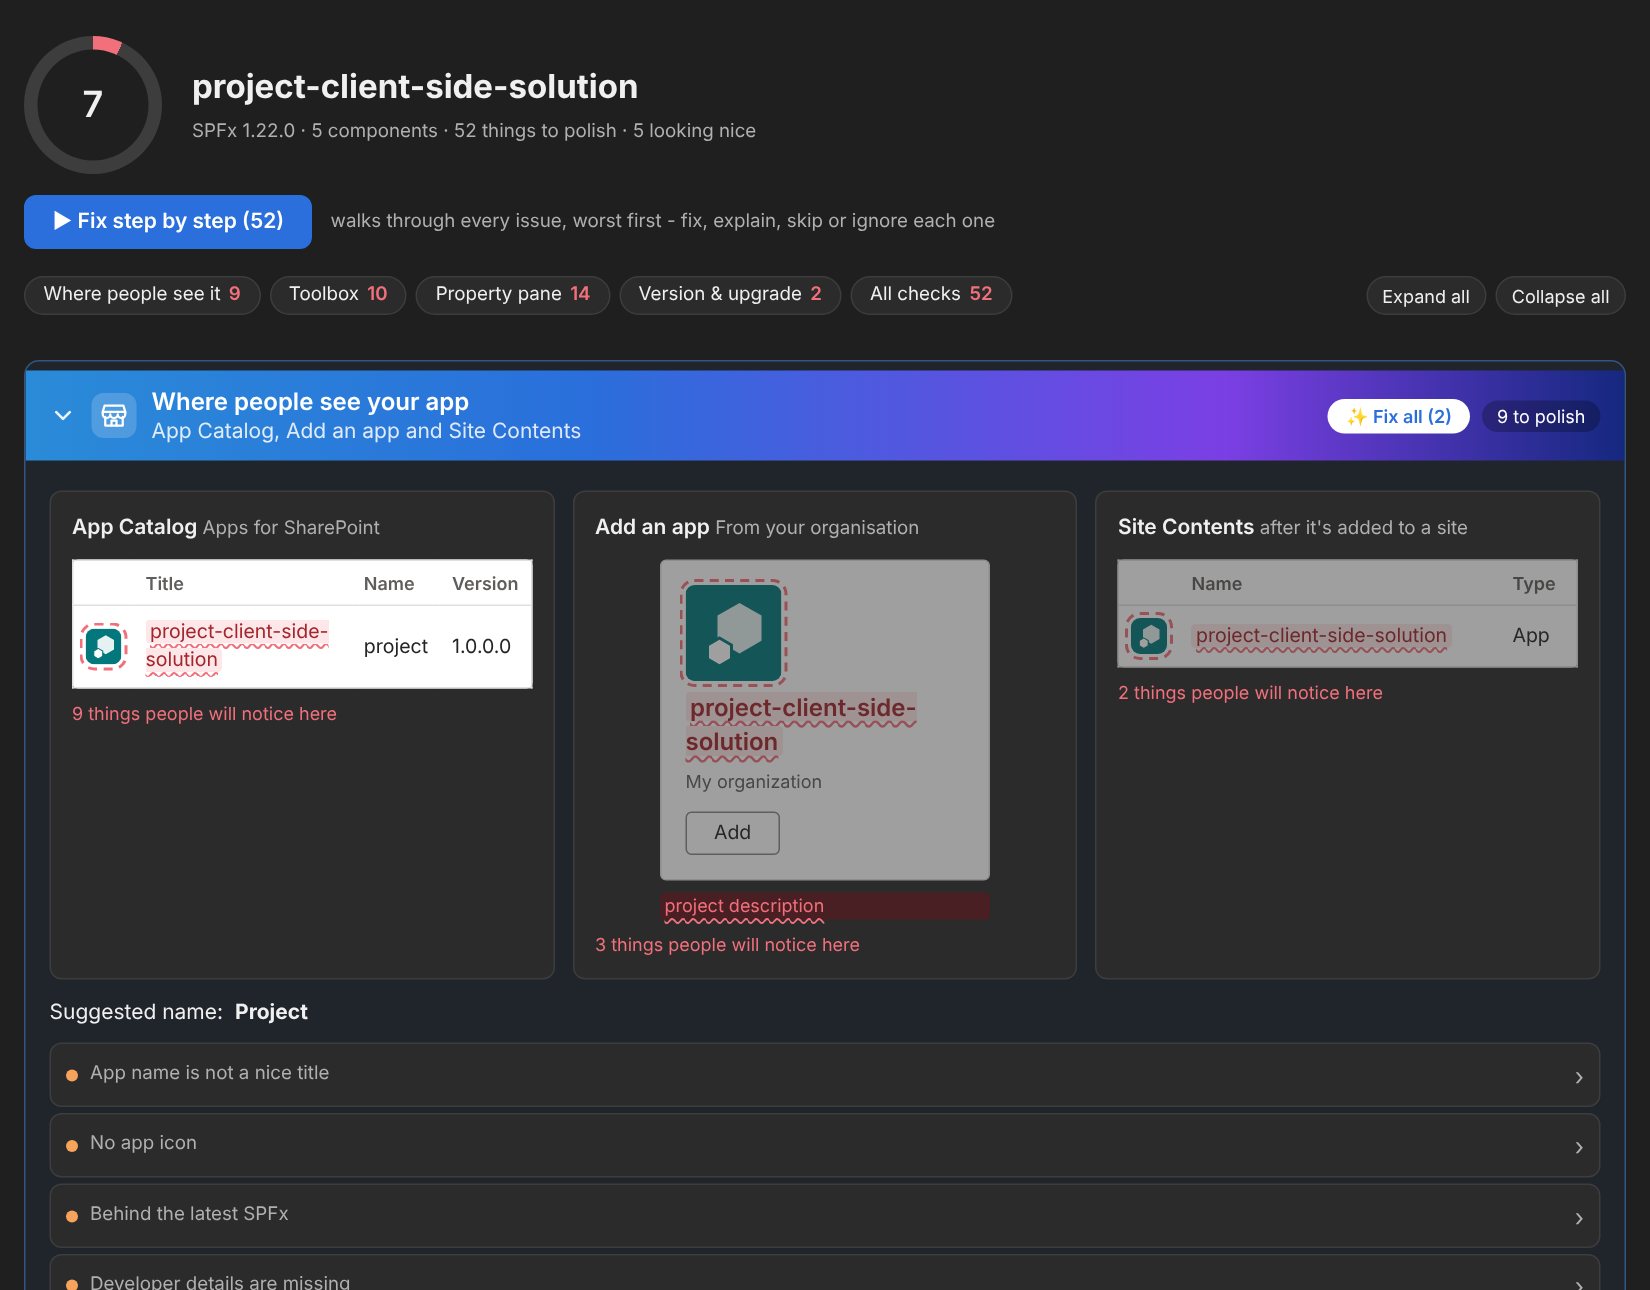 7
project-client-side-solution
SPFx 1.22.0 · 5 components · 52 things to polish · 5 looking nice
▶ Fix step by step (52)
walks through every issue, worst first - fix, explain, skip or ignore each one
Where people see it 9
Toolbox 10
Property pane 14
Version & upgrade 2
All checks 52
Expand all
Collapse all
Where people see your app
App Catalog, Add an app and Site Contents
✨ Fix all (2)
9 to polish
App Catalog Apps for SharePoint
Title Name Version
project-client-side-
solution
project
1.0.0.0
9 things people will notice here
Add an app From your organisation
project-client-side-
solution
My organization
Add
project description
3 things people will notice here
Site Contents after it's added to a site
Name Type
project-client-side-solution App
2 things people will notice here
Suggested name: Project
App name is not a nice title
No app icon
Behind the latest SPFx
Developer details are missing